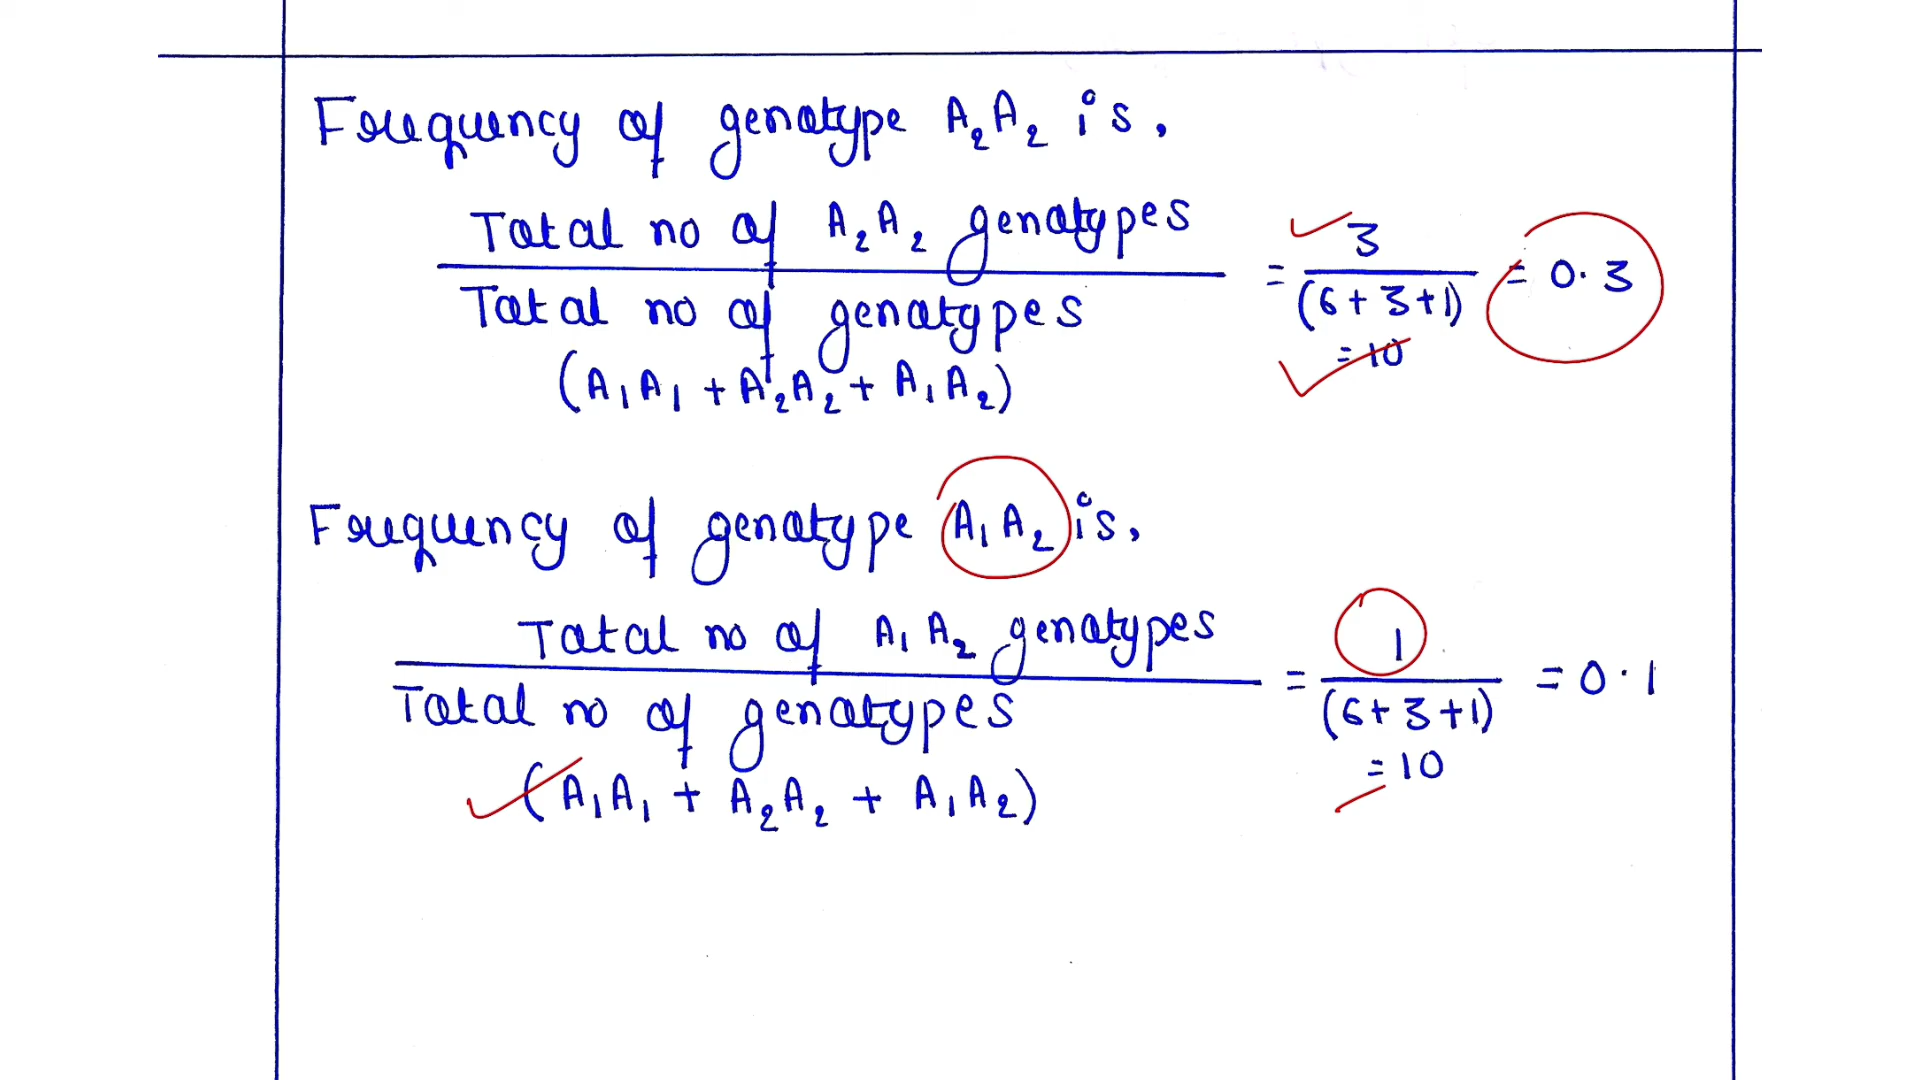 Frequency of genotype A₂A₂ is,
Total no of A₂A₂ genotypes
Total no of genotypes
(A₁A₁ + A₂A₂ + A₁A₂)
= 3
(6+3+1)
= 10
= 0.3
Frequency of genotype A₁A₂ is,
Total no of A₁A₂ genotypes
Total no of genotypes
(A₁A₁ + A₂A₂ + A₁A₂)
= 1
(6+3+1)
= 10
= 0.1